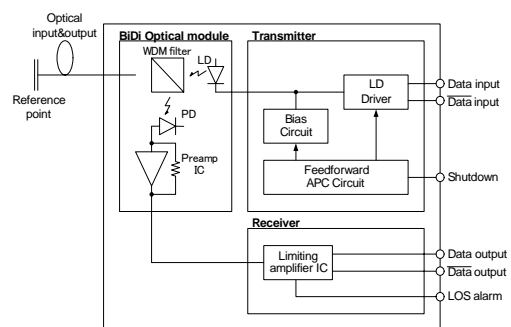 Optical
input&output
BiDi Optical module
WDM filter
LD
Reference
point
PD
Preamp
IC
Transmitter
LD
Driver
Bias
Circuit
Feedforward
APC Circuit
Data input
Data input
Shutdown
Receiver
Limiting
amplifier IC
Data output
Data output
LOS alarm